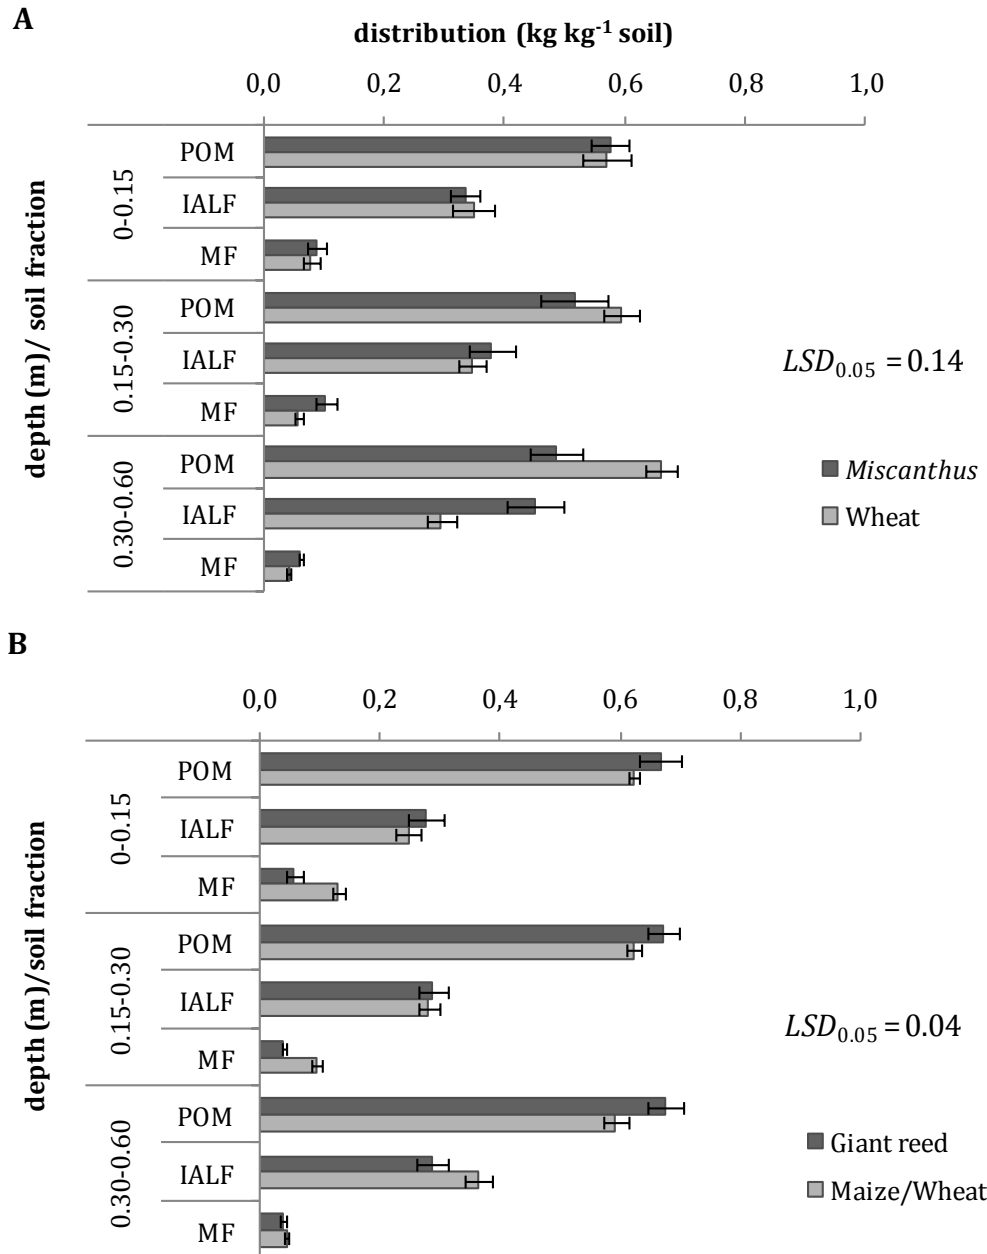 A
distribution (kg kg-1 soil)
0,0 0,2 0,4 0,6 0,8 1,0
depth (m)/ soil fraction
0-0.15
POM
IALF
MF
0.15-0.30
POM
IALF
MF
0.30-0.60
POM
IALF
MF
LSD0.05 = 0.14
Miscanthus
Wheat
B
0,0 0,2 0,4 0,6 0,8 1,0
depth (m)/soil fraction
0-0.15
POM
IALF
MF
0.15-0.30
POM
IALF
MF
0.30-0.60
POM
IALF
MF
LSD0.05 = 0.04
Giant reed
Maize/Wheat